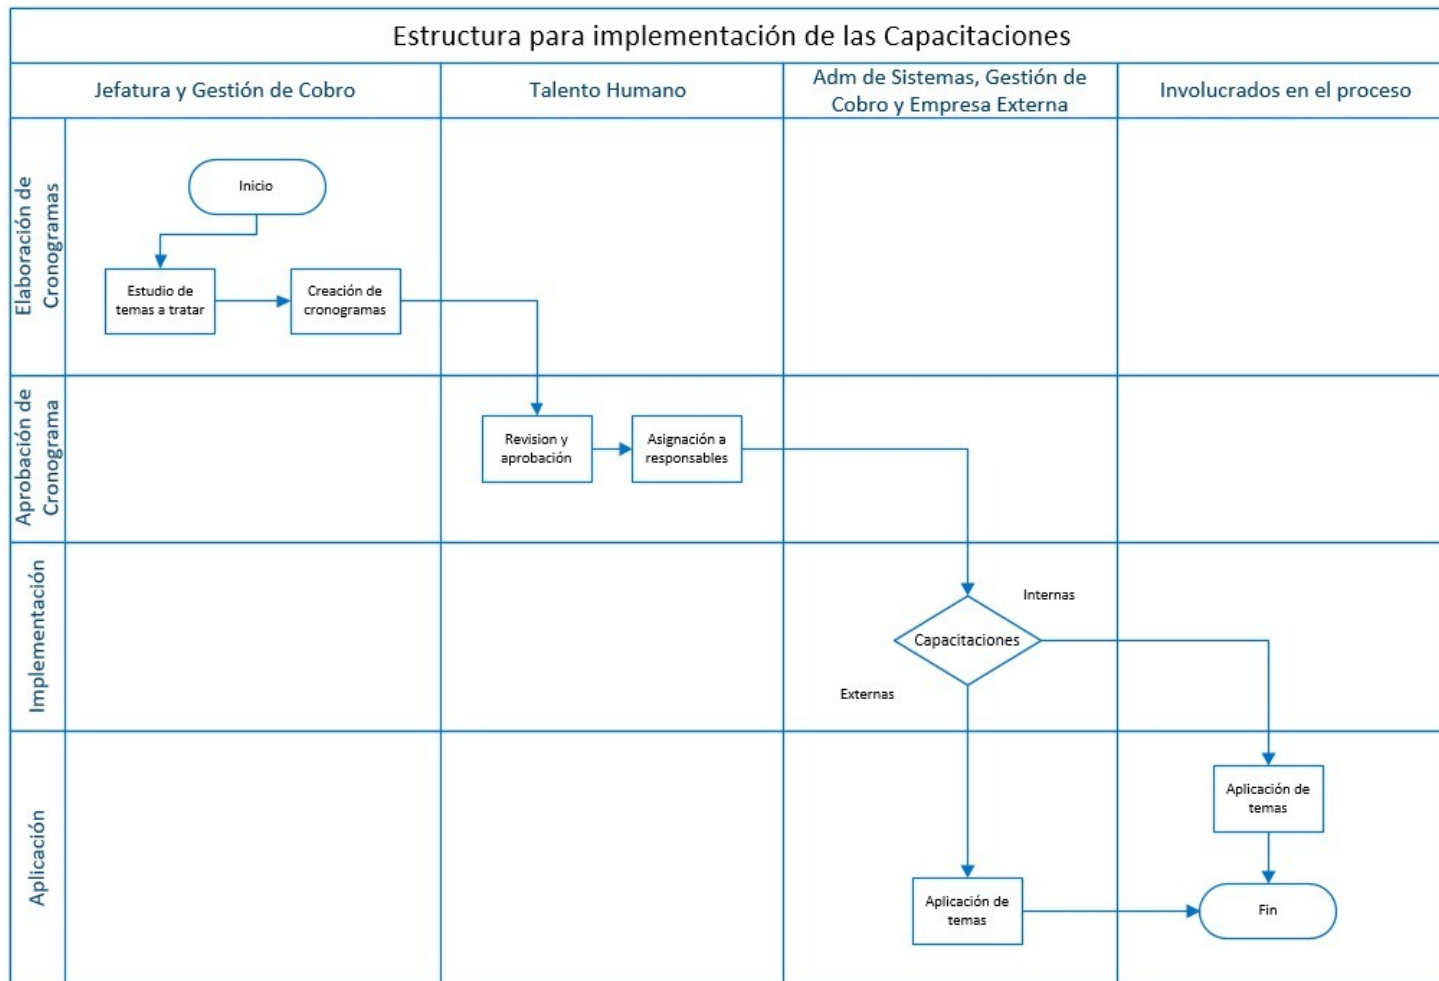 Estructura para implementación de las Capacitaciones
Jefatura y Gestión de Cobro
Talento Humano
Adm de Sistemas, Gestión de
Cobro y Empresa Externa
Involucrados en el proceso
Elaboración de
Cronogramas
Inicio
Estudio de
temas a tratar
Creación de
cronogramas
Aprobación de
Cronograma
Revision y
aprobación
Asignación a
responsables
Implementación
Internas
Capacitaciones
Externas
Aplicación
Aplicación de
temas
Aplicación de
temas
Fin